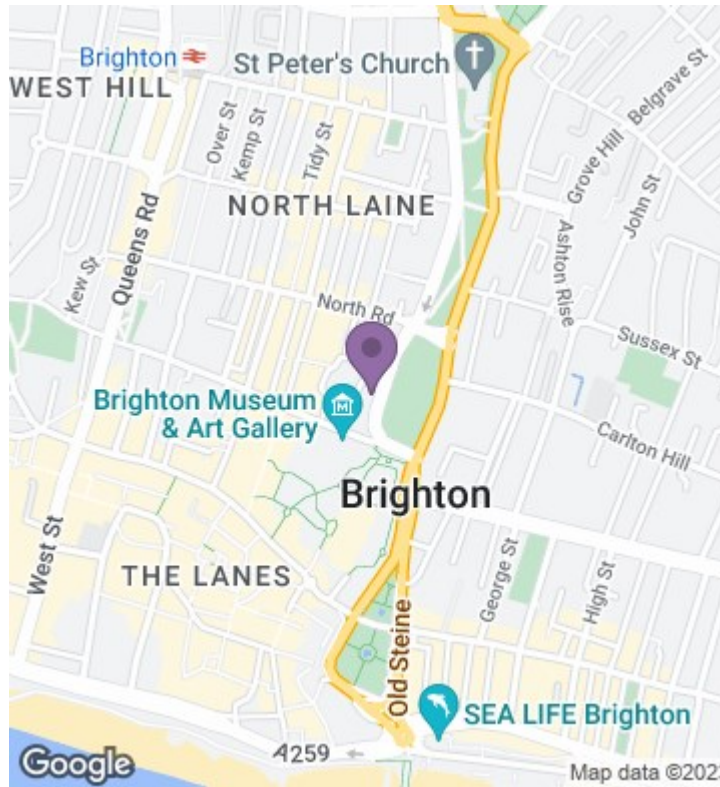 Brighton
St Peter's Church
WEST HILL
Over St
Kemp St
Tidy St
Belgrave St
Grove Hill
John St
NORTH LAINE
Ashton Rise
Queens Rd
Kew St
North Rd
Sussex St
Brighton Museum
& Art Gallery
M
Carlton Hill
Brighton
West St
THE LANES
George St
High St
Old Steine
SEA LIFE Brighton
A259
Google
Map data ©202